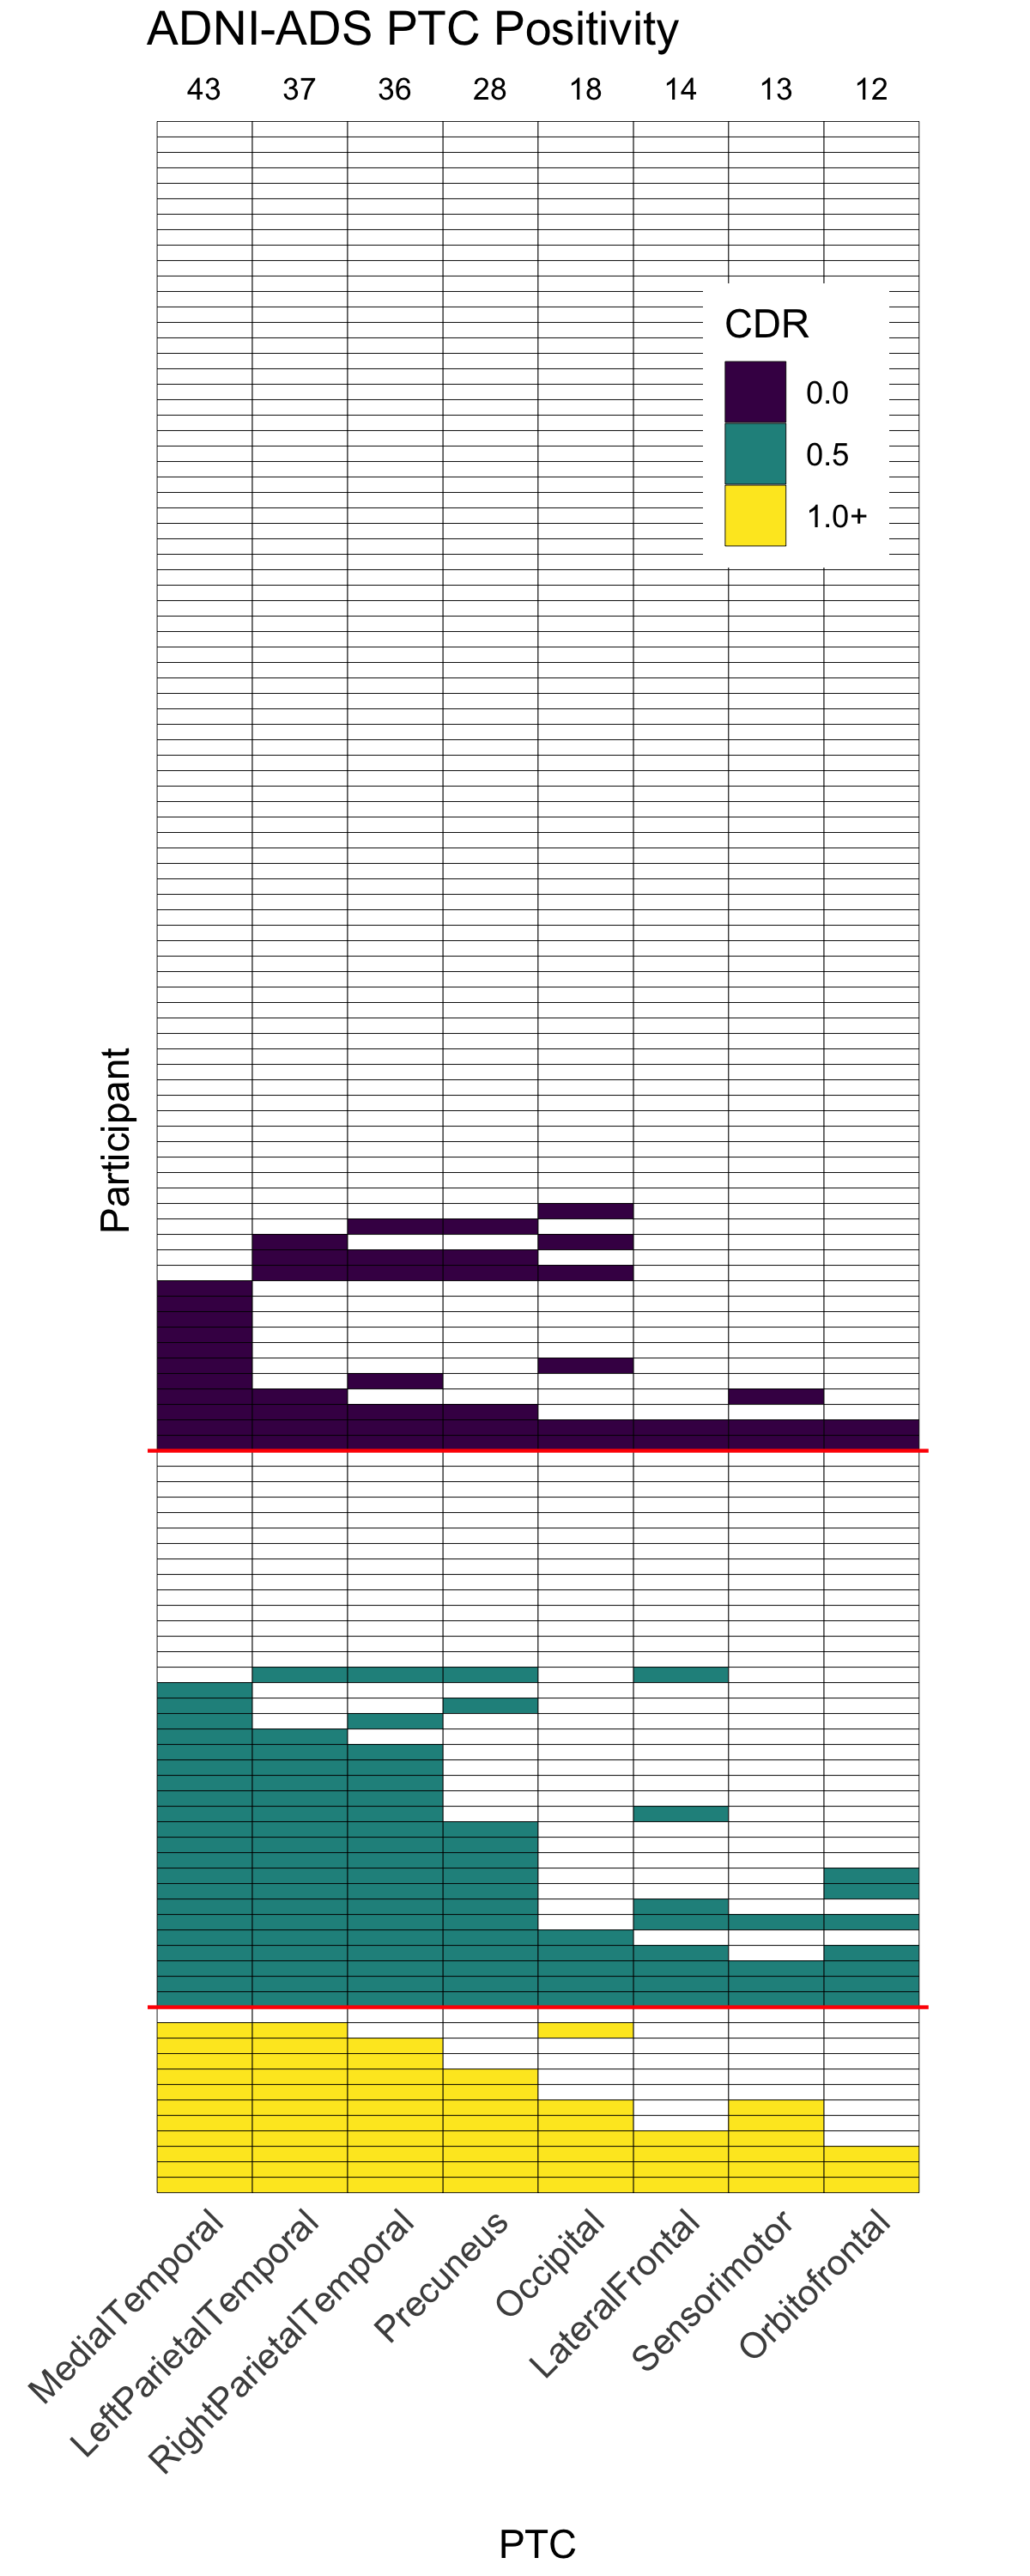 ADNI-ADS PTC Positivity
43 37 36 28 18 14 13 12
CDR
0.0
0.5
1.0+
Participant
MedialTemporal
LeftParietalTemporal
RightParietalTemporal
Precuneus
Occipital
LateralFrontal
Sensorimotor
Orbitofrontal
PTC